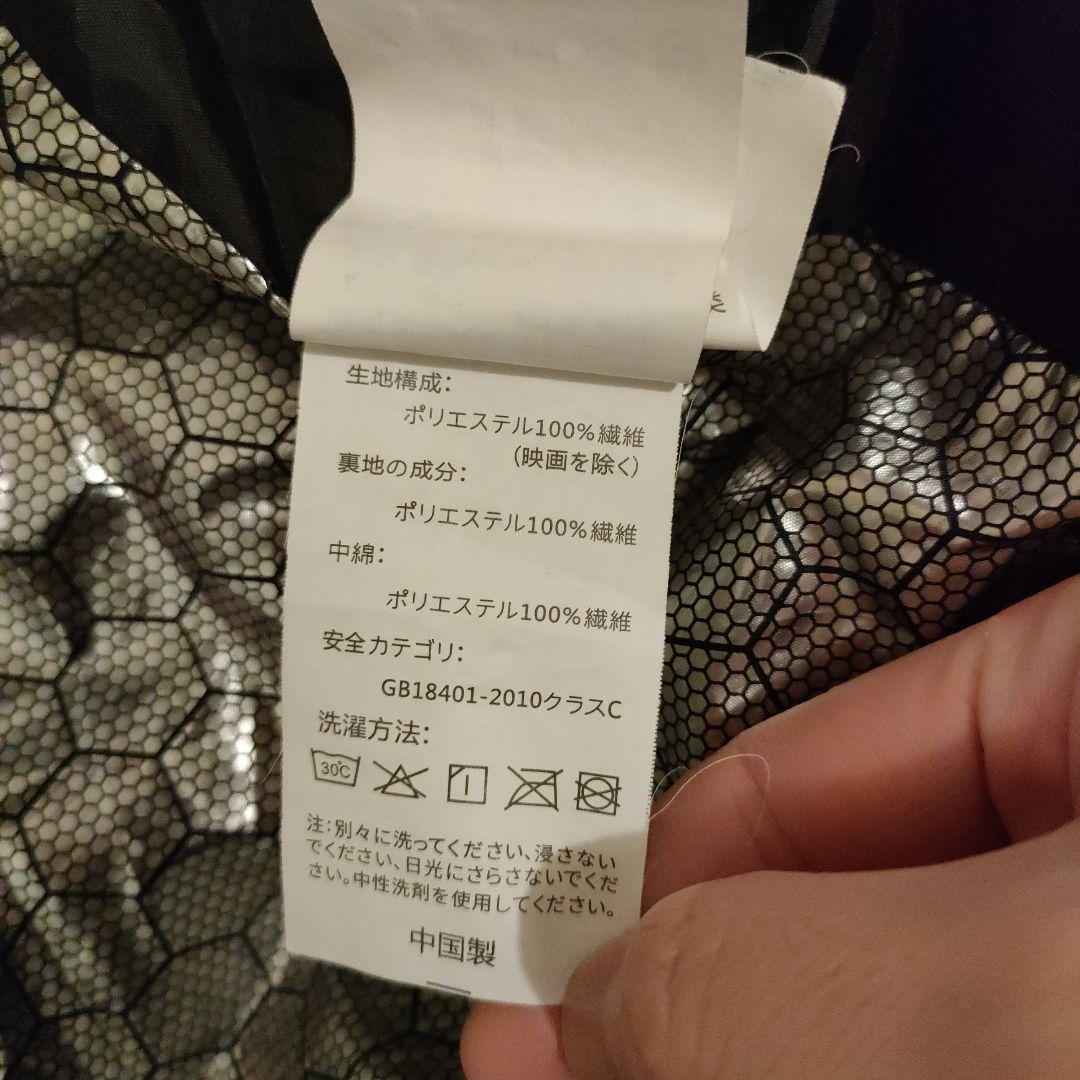 生地構成:
ポリエステル100%繊維
(映画を除く)
裏地の成分:
ポリエステル100%繊維
中綿:
ポリエステル100%繊維
安全カテゴリ:
GB18401-2010クラスC
洗濯方法:
30℃
注:別々に洗ってください、浸さない
でください、日光にさらさないでくだ
さい。中性洗剤を使用してください。
中国製